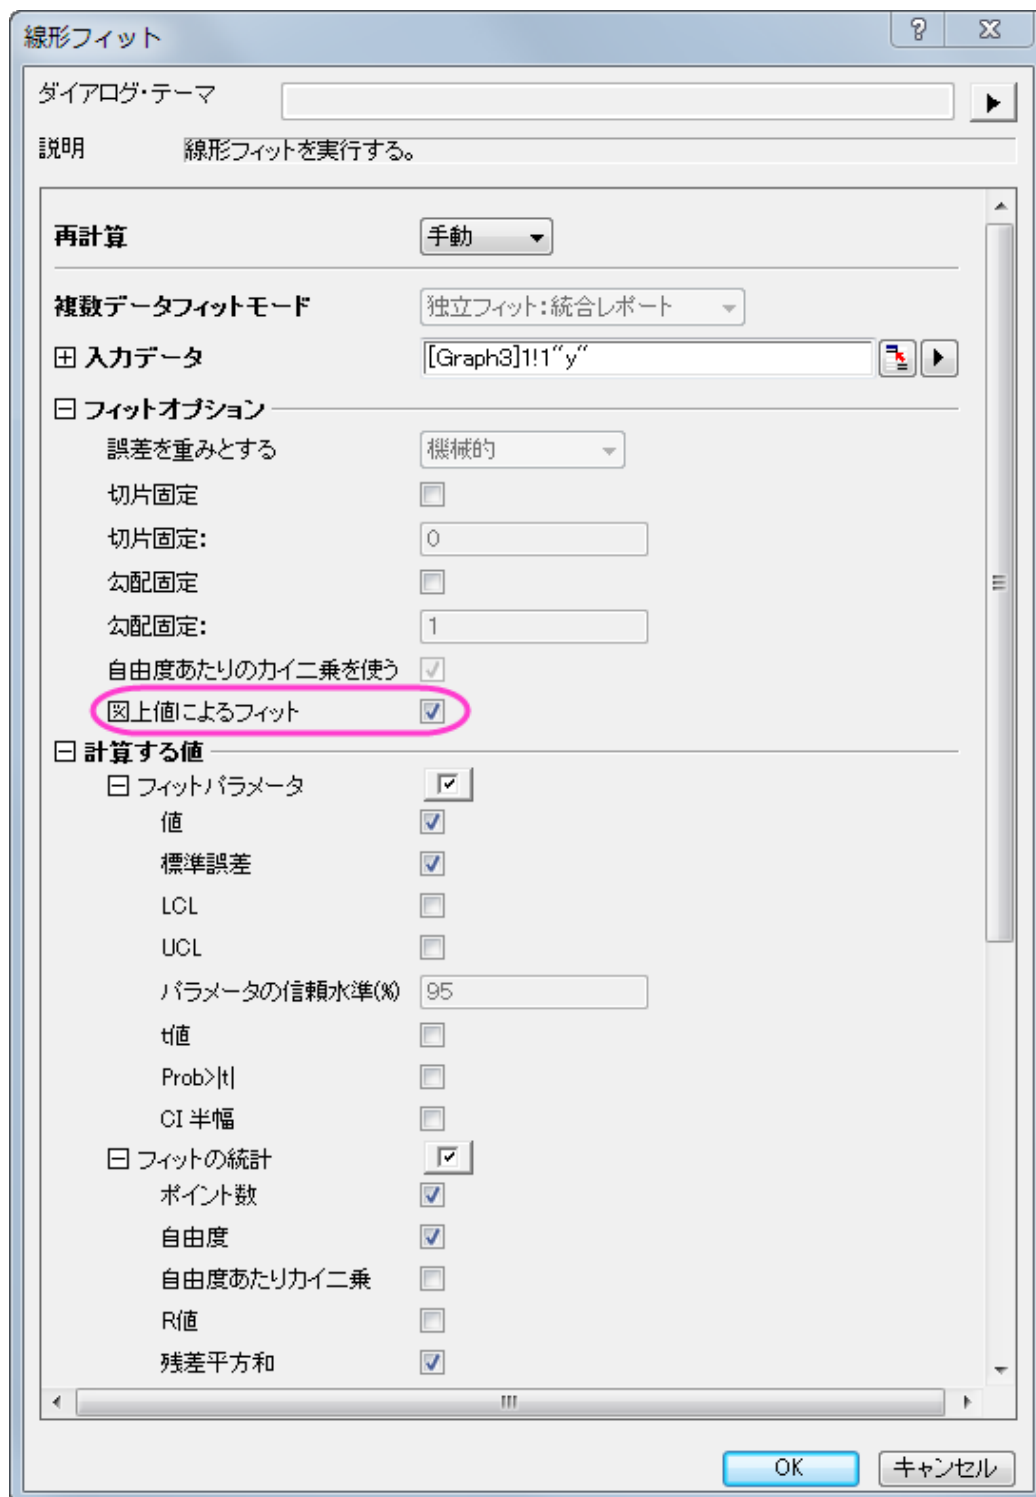 線形フィット
ダイアログ・テーマ
説明 線形フィットを実行する。
再計算 手動
複数データフィットモード 独立フィット：統合レポート
入力データ [Graph3]1!1"y"
フィットオプション
誤差を重みとする 機械的
切片固定
切片固定: 0
勾配固定
勾配固定: 1
自由度あたりのカイ二乗を使う
図上値によるフィット
計算する値
フィットパラメータ
値
標準誤差
LCL
UCL
パラメータの信頼水準(%) 95
t値
Prob>|t|
CI 半幅
フィットの統計
ポイント数
自由度
自由度あたりカイ二乗
R値
残差平方和
OK キャンセル